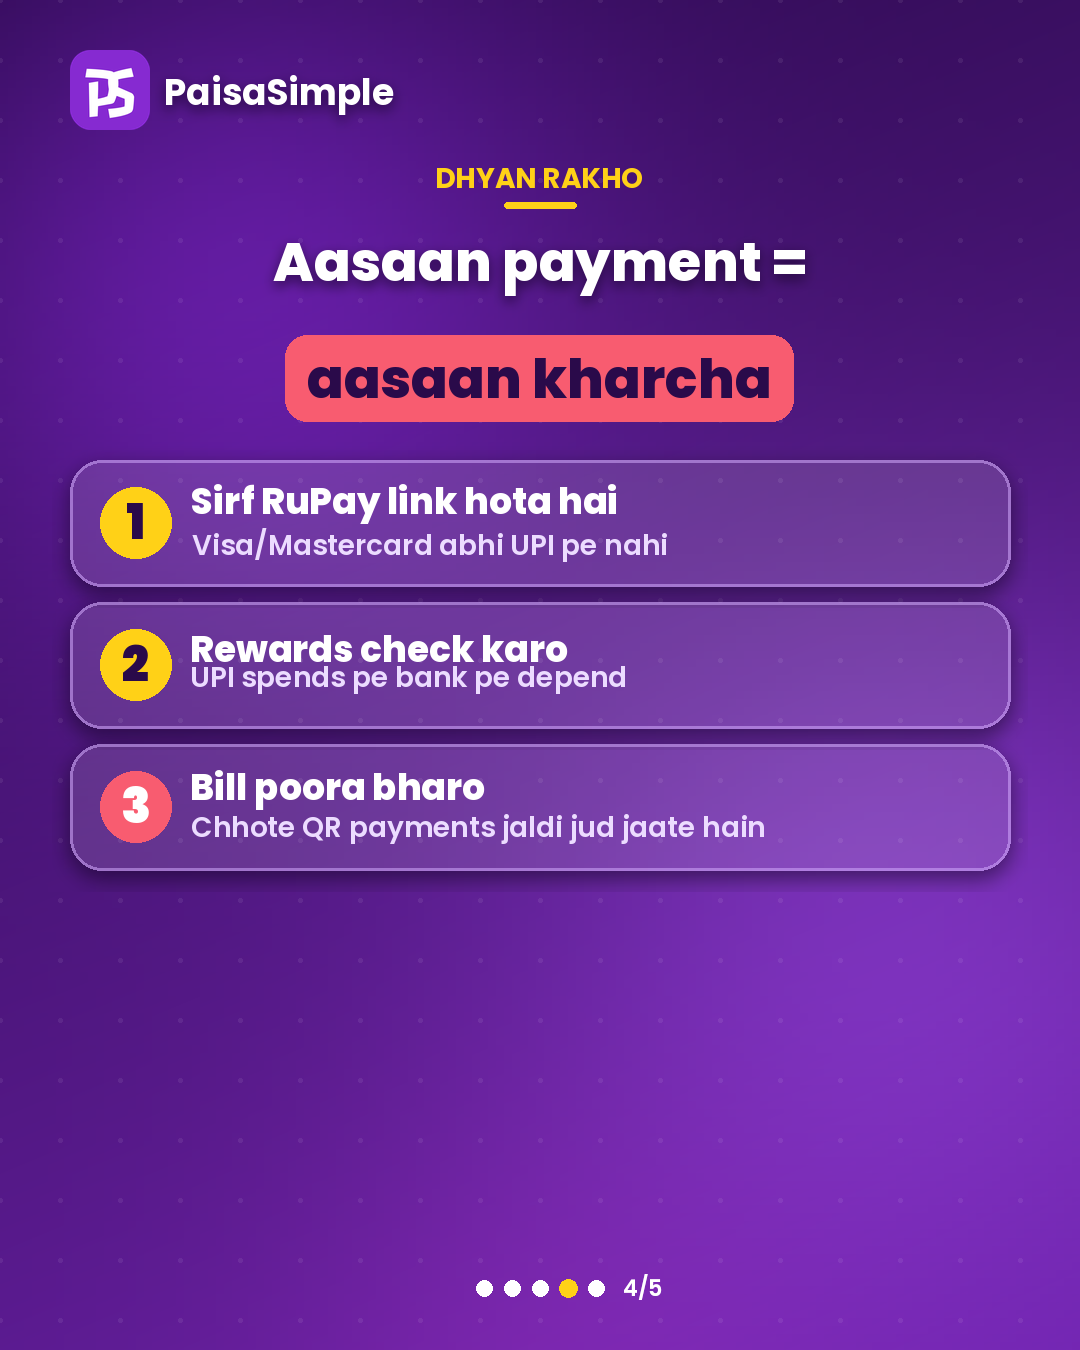 PaisaSimple
DHYAN RAKHO
Aasaan payment =
aasaan kharcha
1
Sirf RuPay link hota hai
Visa/Mastercard abhi UPI pe nahi
2
Rewards check karo
UPI spends pe bank pe depend
3
Bill poora bharo
Chhote QR payments jaldi jud jaate hain
4/5